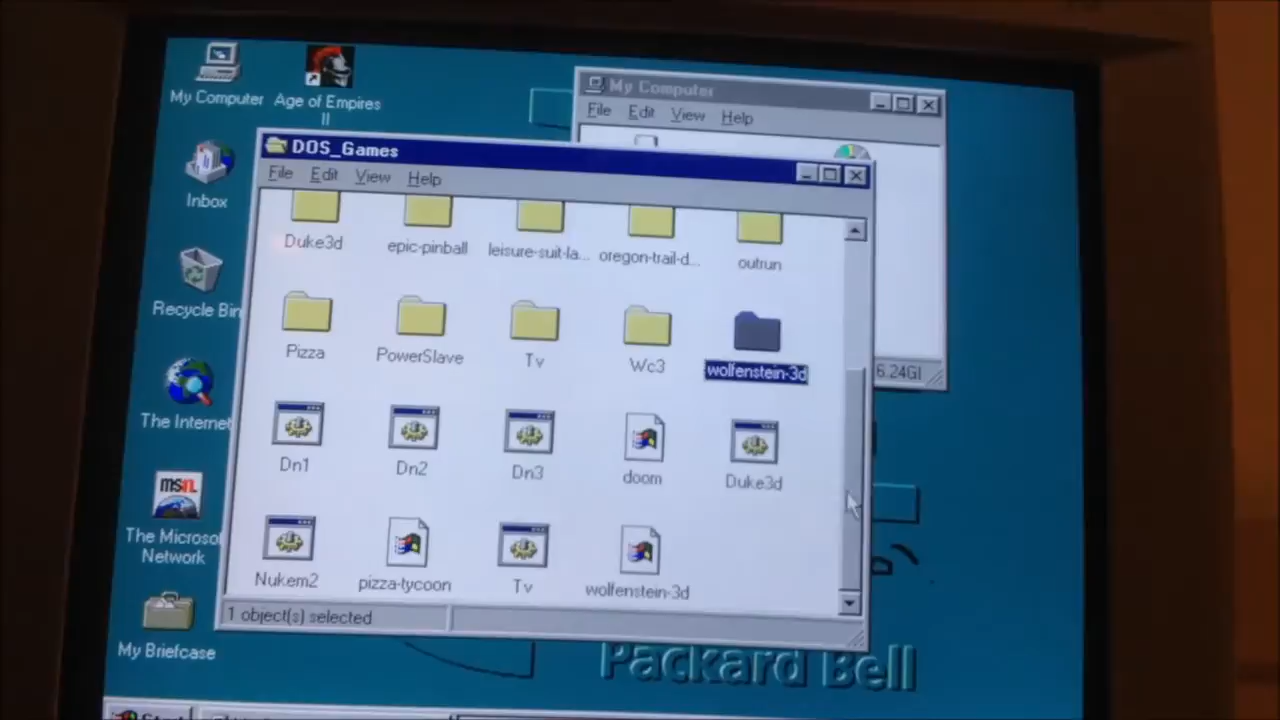 My Computer
Age of Empires
II
Inbox
Recycle Bin
The Internet
msn
The Microso
Network
My Briefcase
My Computer
File Edit View Help
6.24G
DOS_Games
File Edit View Help
Duke3d epic-pinball leisure-suit-la... oregon-trail-d... outrun
Pizza PowerSlave Tv Wc3 wolfenstein-3d
Dn1 Dn2 Dn3 doom Duke3d
Nukem2 pizza-tycoon Tv wolfenstein-3d
1 object(s) selected
Packard Bell
Start